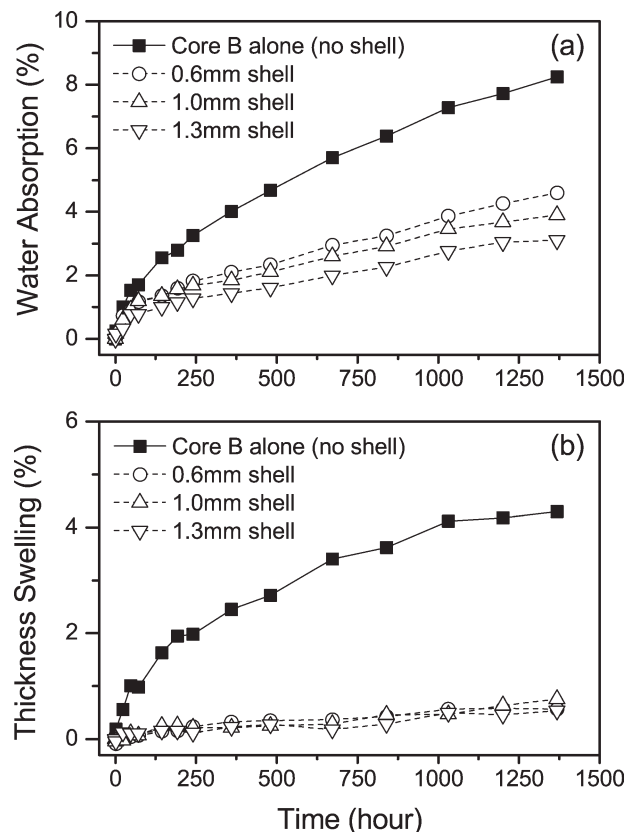 10
(a)
Core B alone (no shell)
0.6mm shell
1.0mm shell
1.3mm shell
8
6
4
2
0
Water Absorption (%)
0 250 500 750 1000 1250 1500
6
(b)
Core B alone (no shell)
0.6mm shell
1.0mm shell
1.3mm shell
4
2
0
Thickness Swelling (%)
0 250 500 750 1000 1250 1500
Time (hour)